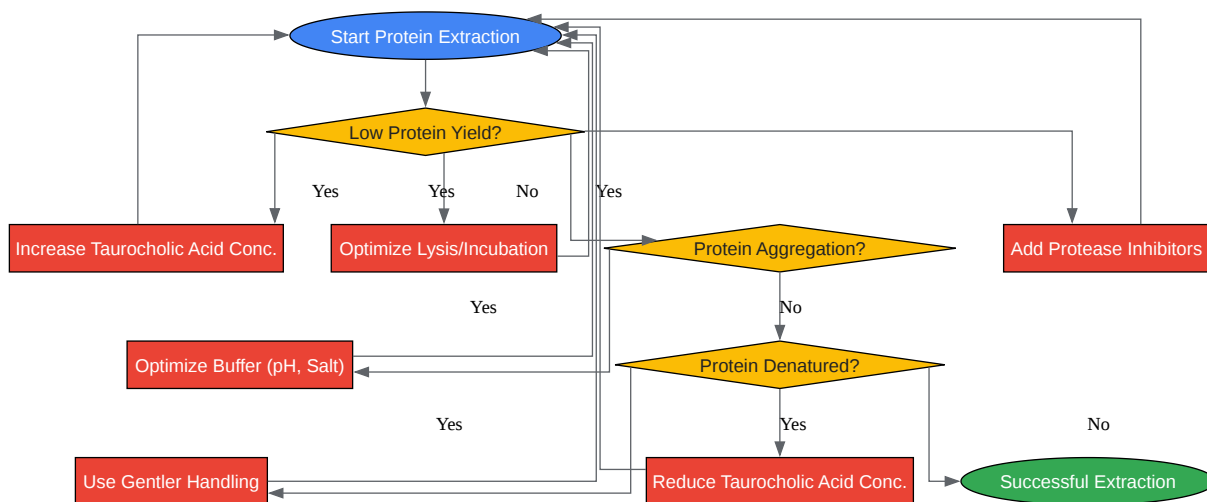 Start Protein Extraction
Low Protein Yield?
Yes
Yes
No
Yes
Increase Taurocholic Acid Conc.
Optimize Lysis/Incubation
Protein Aggregation?
Add Protease Inhibitors
Yes
No
Optimize Buffer (pH, Salt)
Protein Denatured?
Yes
Yes
No
Use Gentler Handling
Reduce Taurocholic Acid Conc.
Successful Extraction